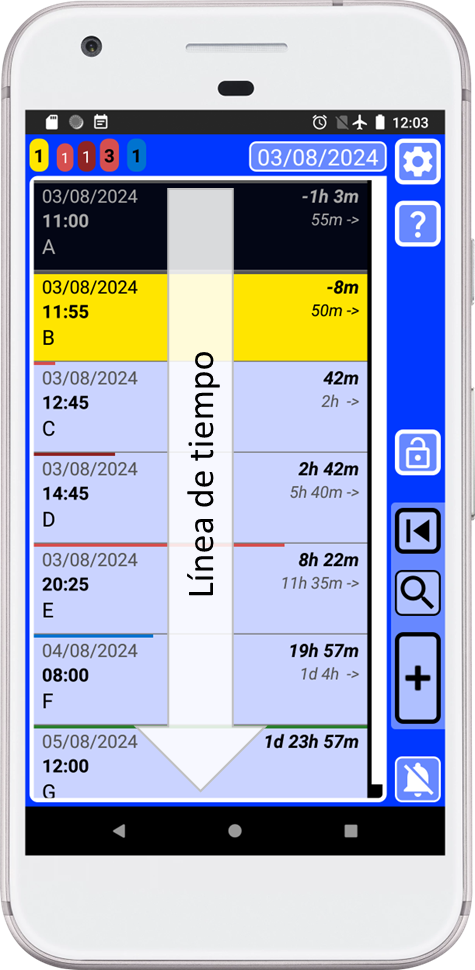 12:03
1 1 1 3 1 03/08/2024
?
03/08/2024 -1h 3m
11:00 55m ->
A
03/08/2024 -8m
11:55 50m ->
B
03/08/2024 42m
12:45 2h ->
C
03/08/2024 2h 42m
14:45 5h 40m ->
D
03/08/2024 8h 22m
20:25 11h 35m ->
E
04/08/2024 19h 57m
08:00 1d 4h ->
F
05/08/2024 1d 23h 57m
12:00
G
Línea de tiempo
+